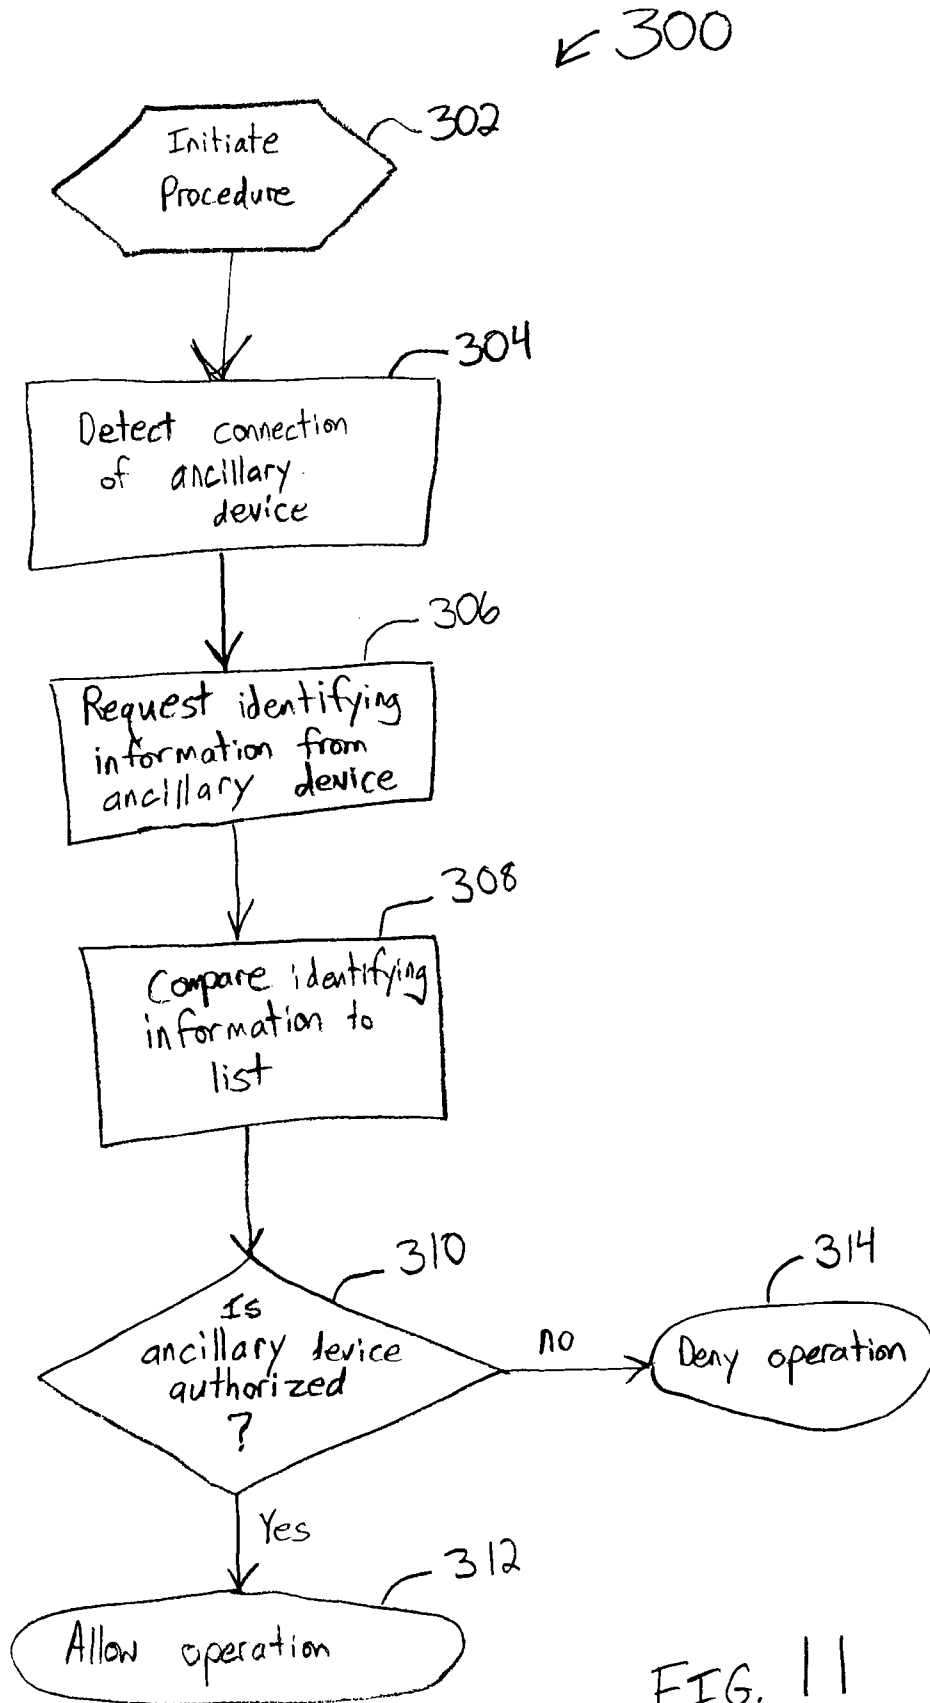 300
302
Initiate
Procedure
304
Detect connection
of ancillary
device
306
Request identifying
information from
ancillary device
308
Compare identifying
information to
list
310
Is
ancillary device
authorized
?
no
314
Deny operation
Yes
312
Allow operation
FIG. 11